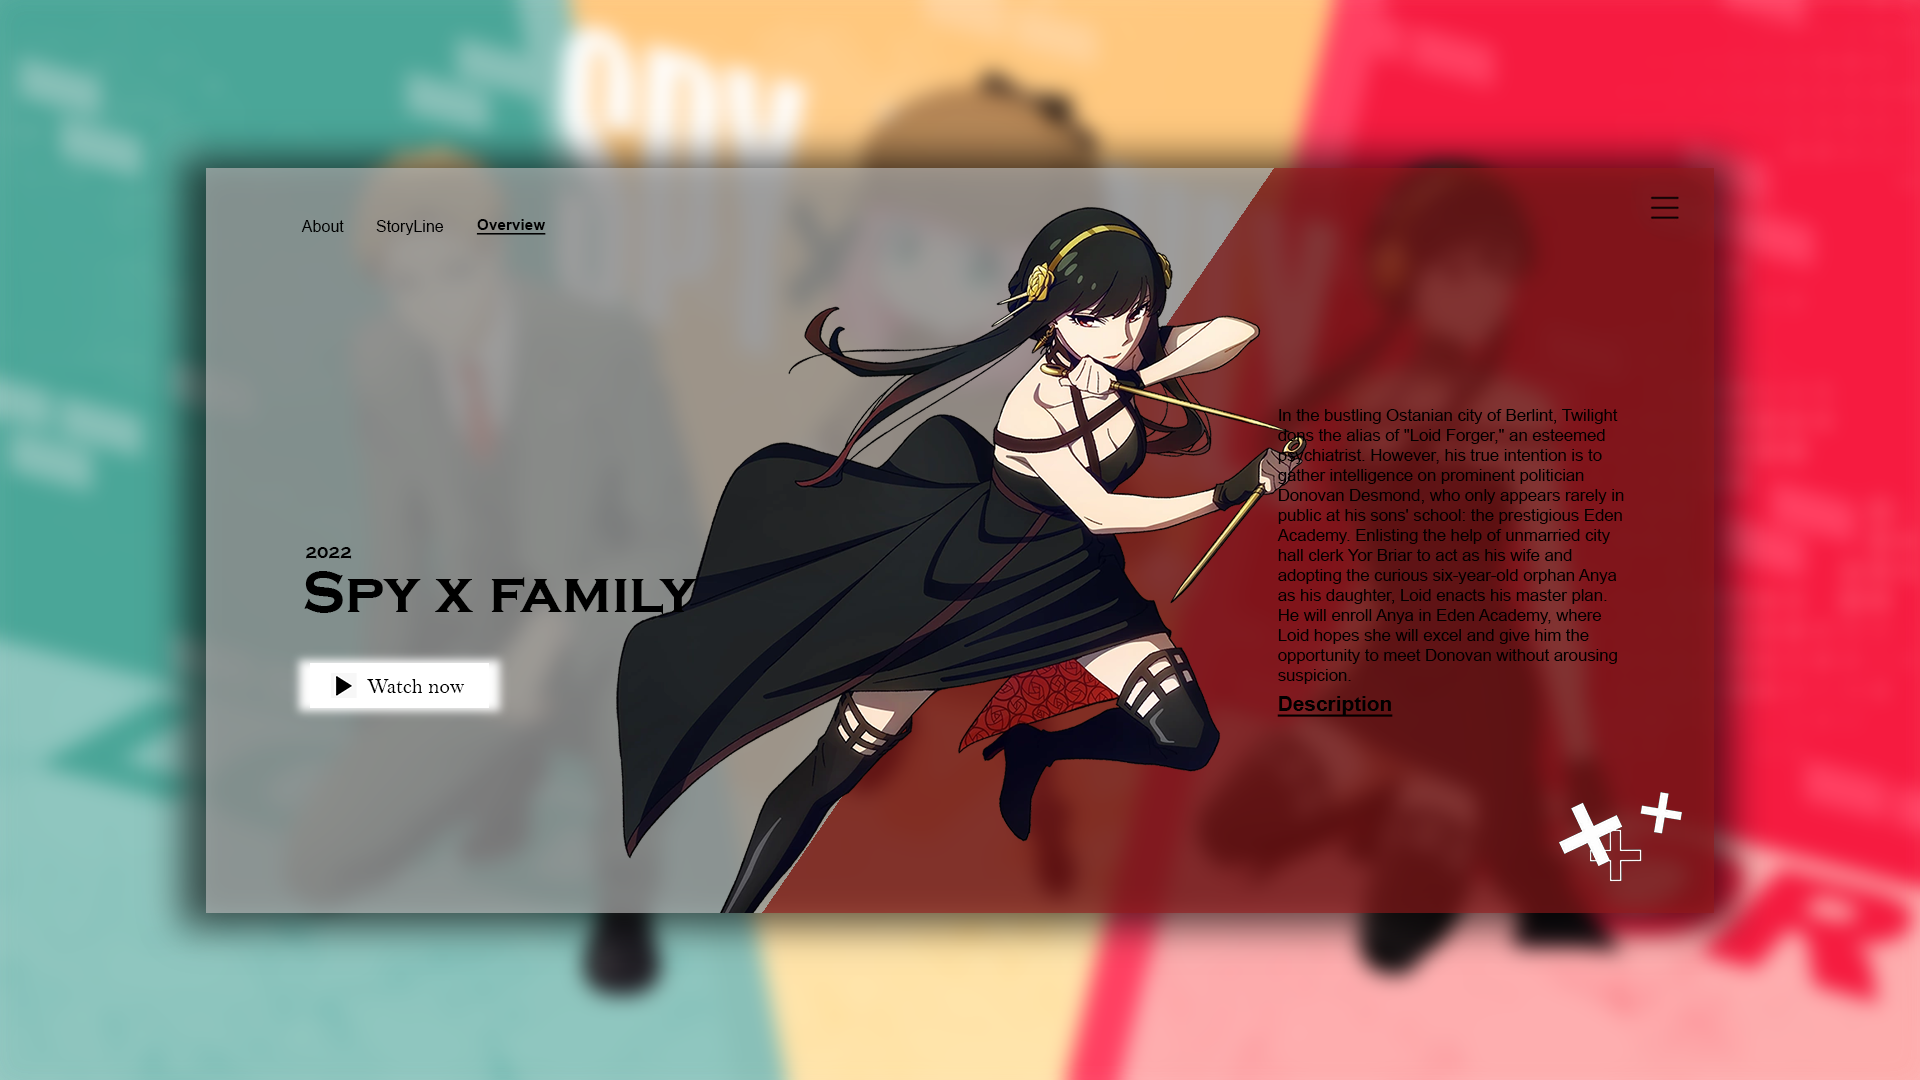 SPY
About StoryLine Overview
2022
SPY X FAMILY
Watch now
In the bustling Ostanian city of Berlint, Twilight
dons the alias of "Loid Forger," an esteemed
psychiatrist. However, his true intention is to
gather intelligence on prominent politician
Donovan Desmond, who only appears rarely in
public at his sons' school: the prestigious Eden
Academy. Enlisting the help of unmarried city
hall clerk Yor Briar to act as his wife and
adopting the curious six-year-old orphan Anya
as his daughter, Loid enacts his master plan.
He will enroll Anya in Eden Academy, where
Loid hopes she will excel and give him the
opportunity to meet Donovan without arousing
suspicion.
Description